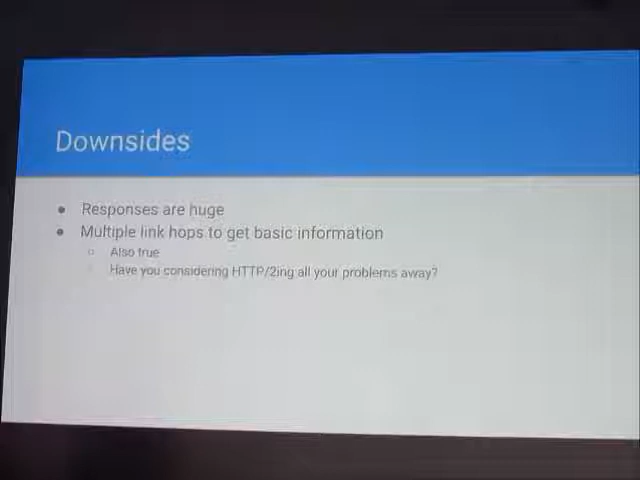 Downsides
● Responses are huge
● Multiple link hops to get basic information
○ Also true
○ Have you considering HTTP/2ing all your problems away?